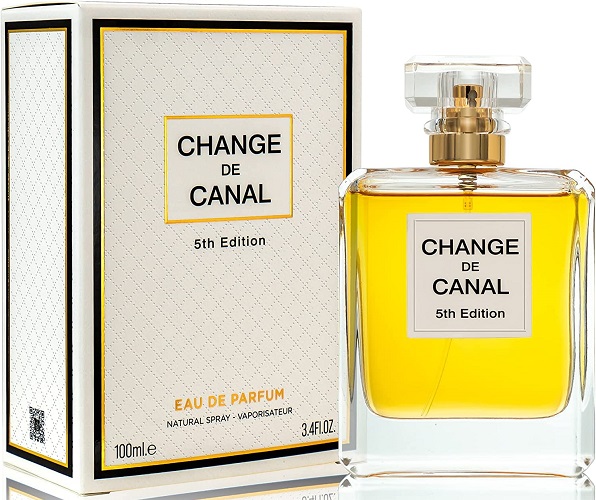 CHANGE
DE
CANAL
5th Edition
EAU DE PARFUM
NATURAL SPRAY - VAPORISATEUR
100ml.e
3.4Fl.OZ.
CHANGE
DE
CANAL
5th Edition